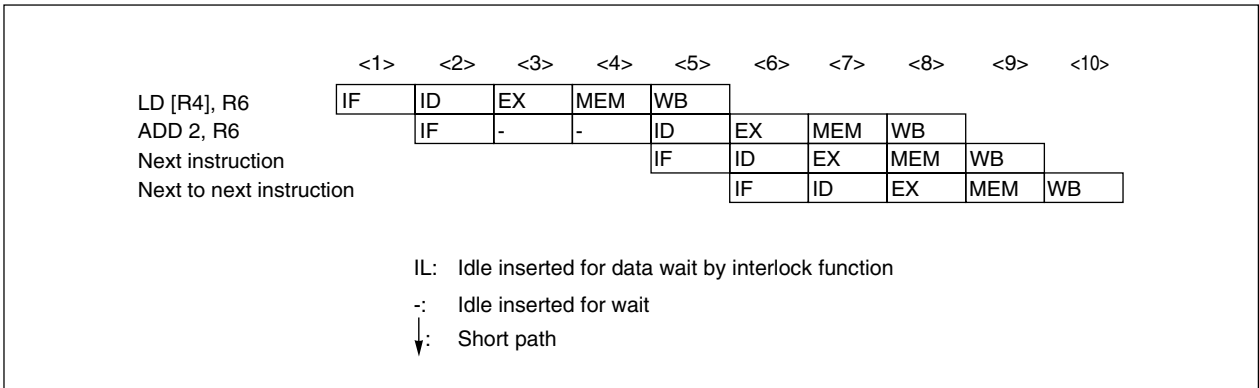 <1> <2> <3> <4> <5> <6> <7> <8> <9> <10>
LD [R4], R6 IF ID EX MEM WB
ADD 2, R6 IF - - ID EX MEM WB
Next instruction IF ID EX MEM WB
Next to next instruction IF ID EX MEM WB
IL: Idle inserted for data wait by interlock function
-: Idle inserted for wait
: Short path